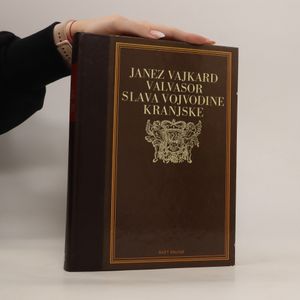 JANEZ VAJKARD
VALVASOR
SLAVA VOJVODINE
KRANJSKE